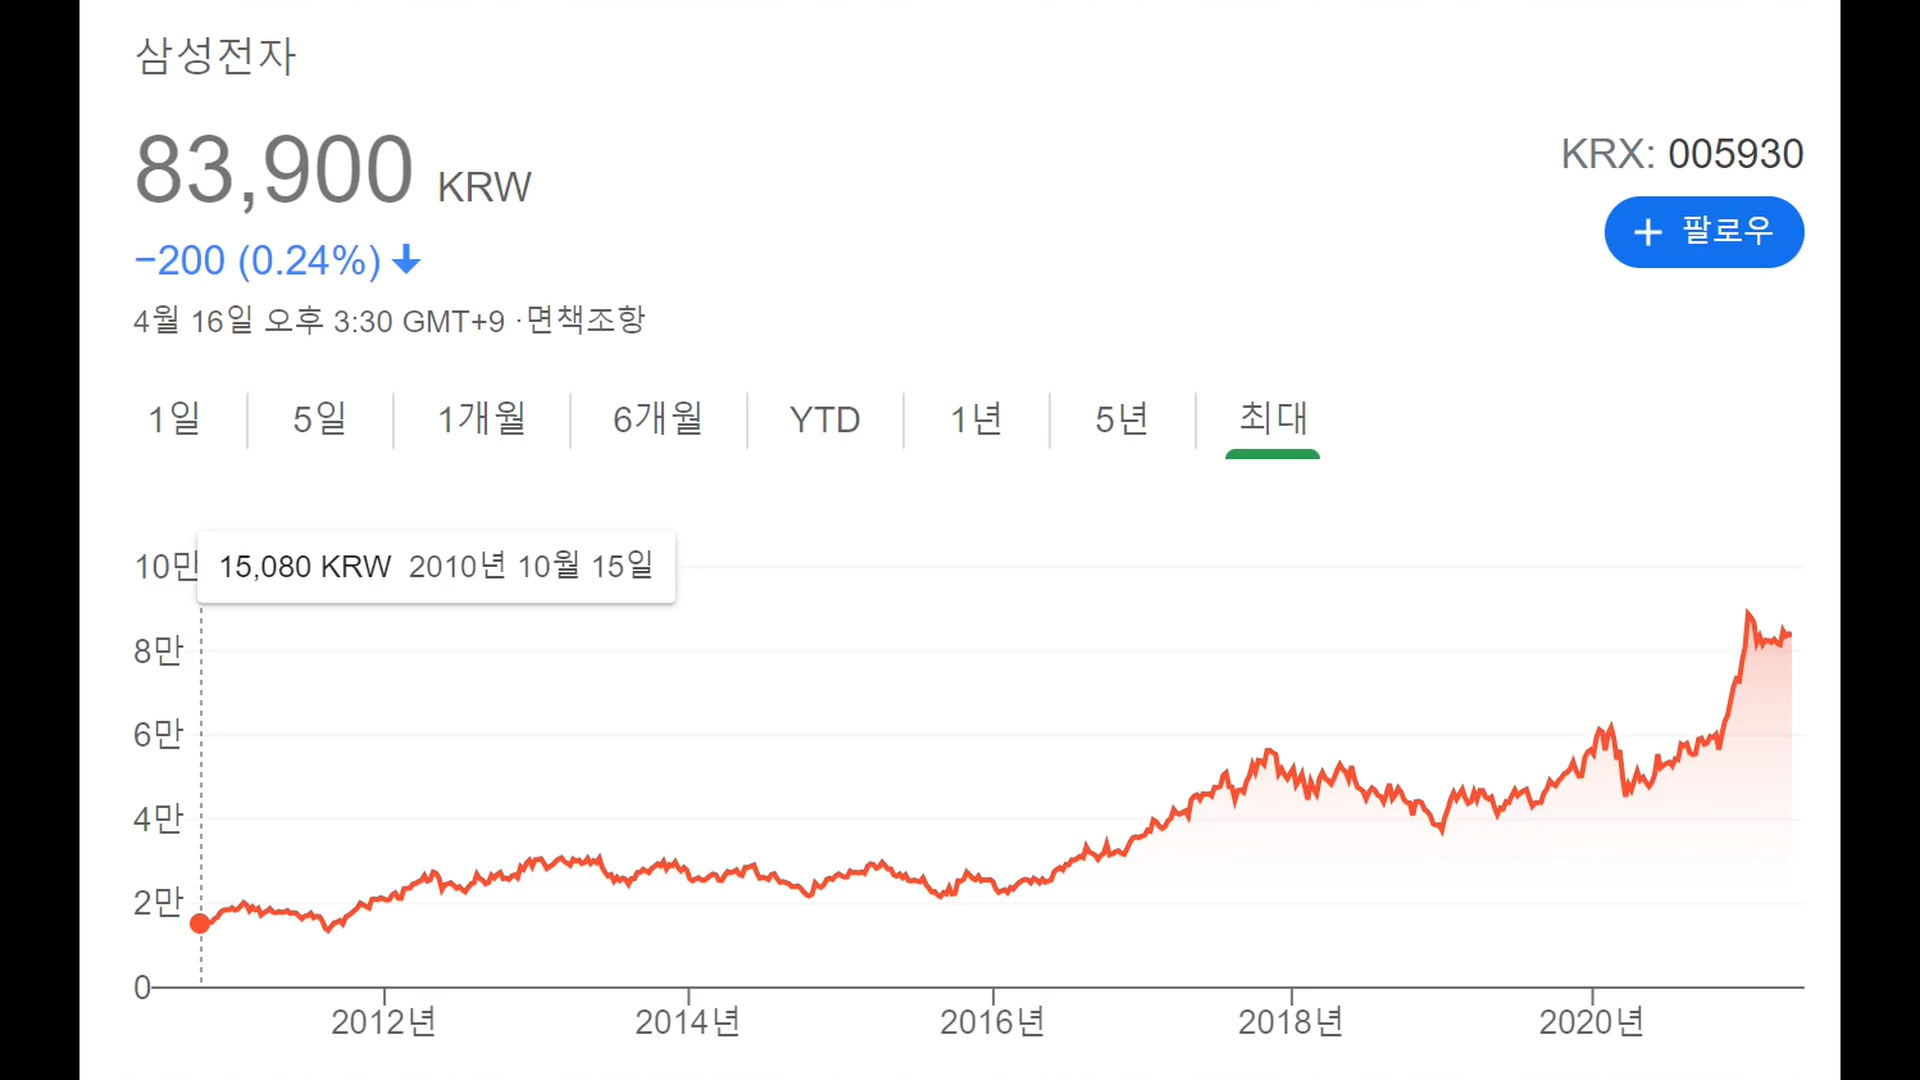 삼성전자
83,900 KRW
KRX: 005930
−200 (0.24%)
+ 팔로우
4월 16일 오후 3:30 GMT+9 ·면책조항
1일 5일 1개월 6개월 YTD 1년 5년 최대
10만
15,080 KRW 2010년 10월 15일
8만
6만
4만
2만
0
2012년 2014년 2016년 2018년 2020년